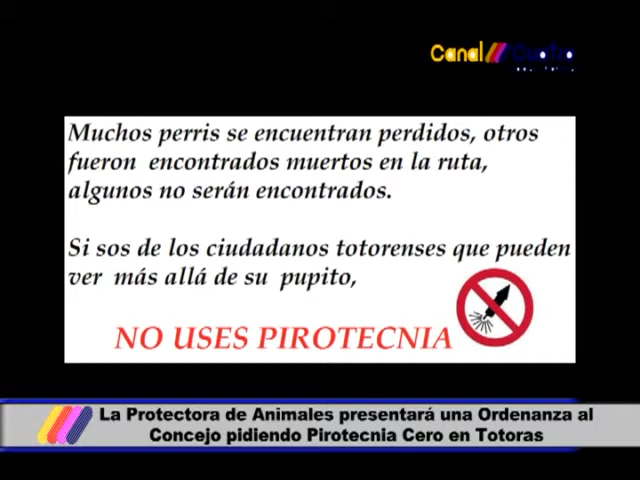 Canal Cuatro
Muchos perris se encuentran perdidos, otros
fueron encontrados muertos en la ruta,
algunos no serán encontrados.
Si sos de los ciudadanos totorenses que pueden
ver más allá de su pupito,
NO USES PIROTECNIA
La Protectora de Animales presentará una Ordenanza al
Concejo pidiendo Pirotecnia Cero en Totoras